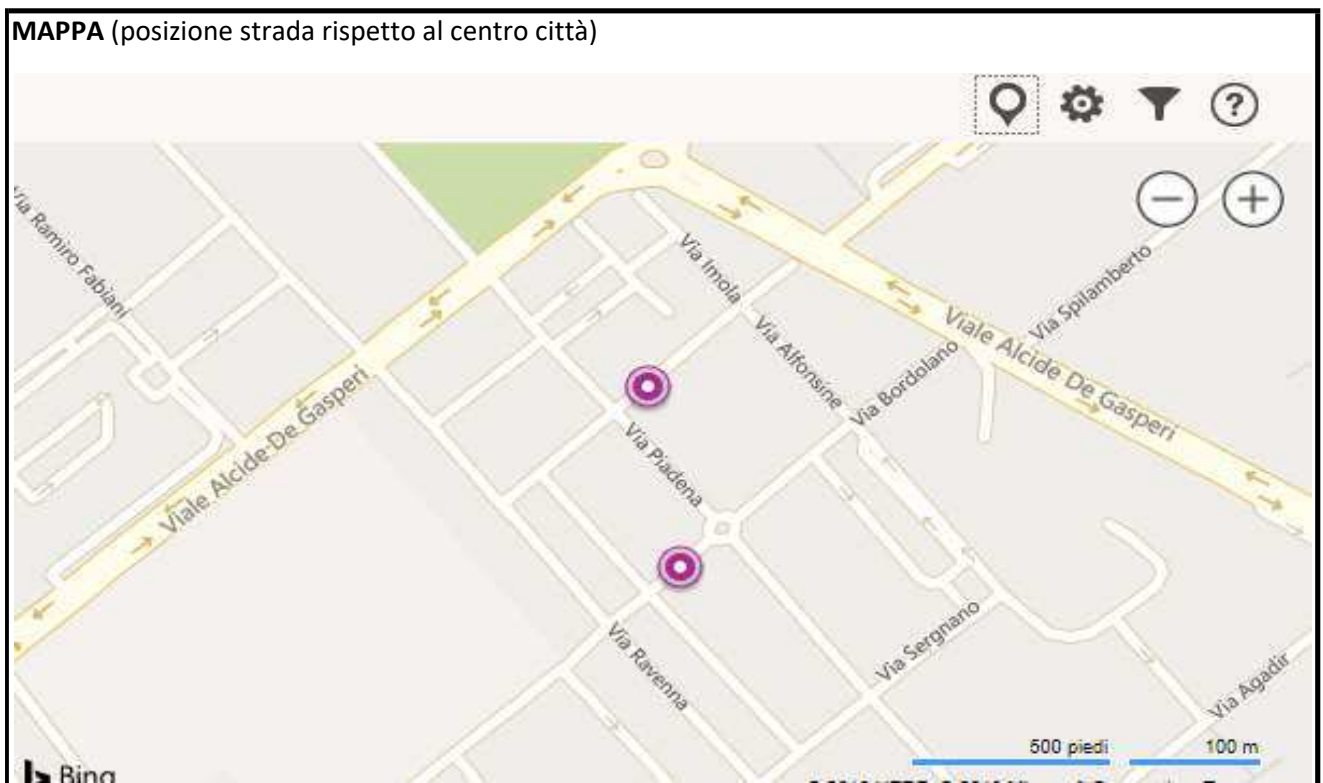 MAPPA (posizione strada rispetto al centro città)
?
Via Ramiro Fabiani
Via Imola
Via Spilamberto
Via Alfonsine
Viale Alcide De Gasperi
Via Bordolano
Viale Alcide De Gasperi
Via Piadena
Via Sergnano
Via Ravenna
Via Agadir
500 piedi
100 m
Bing